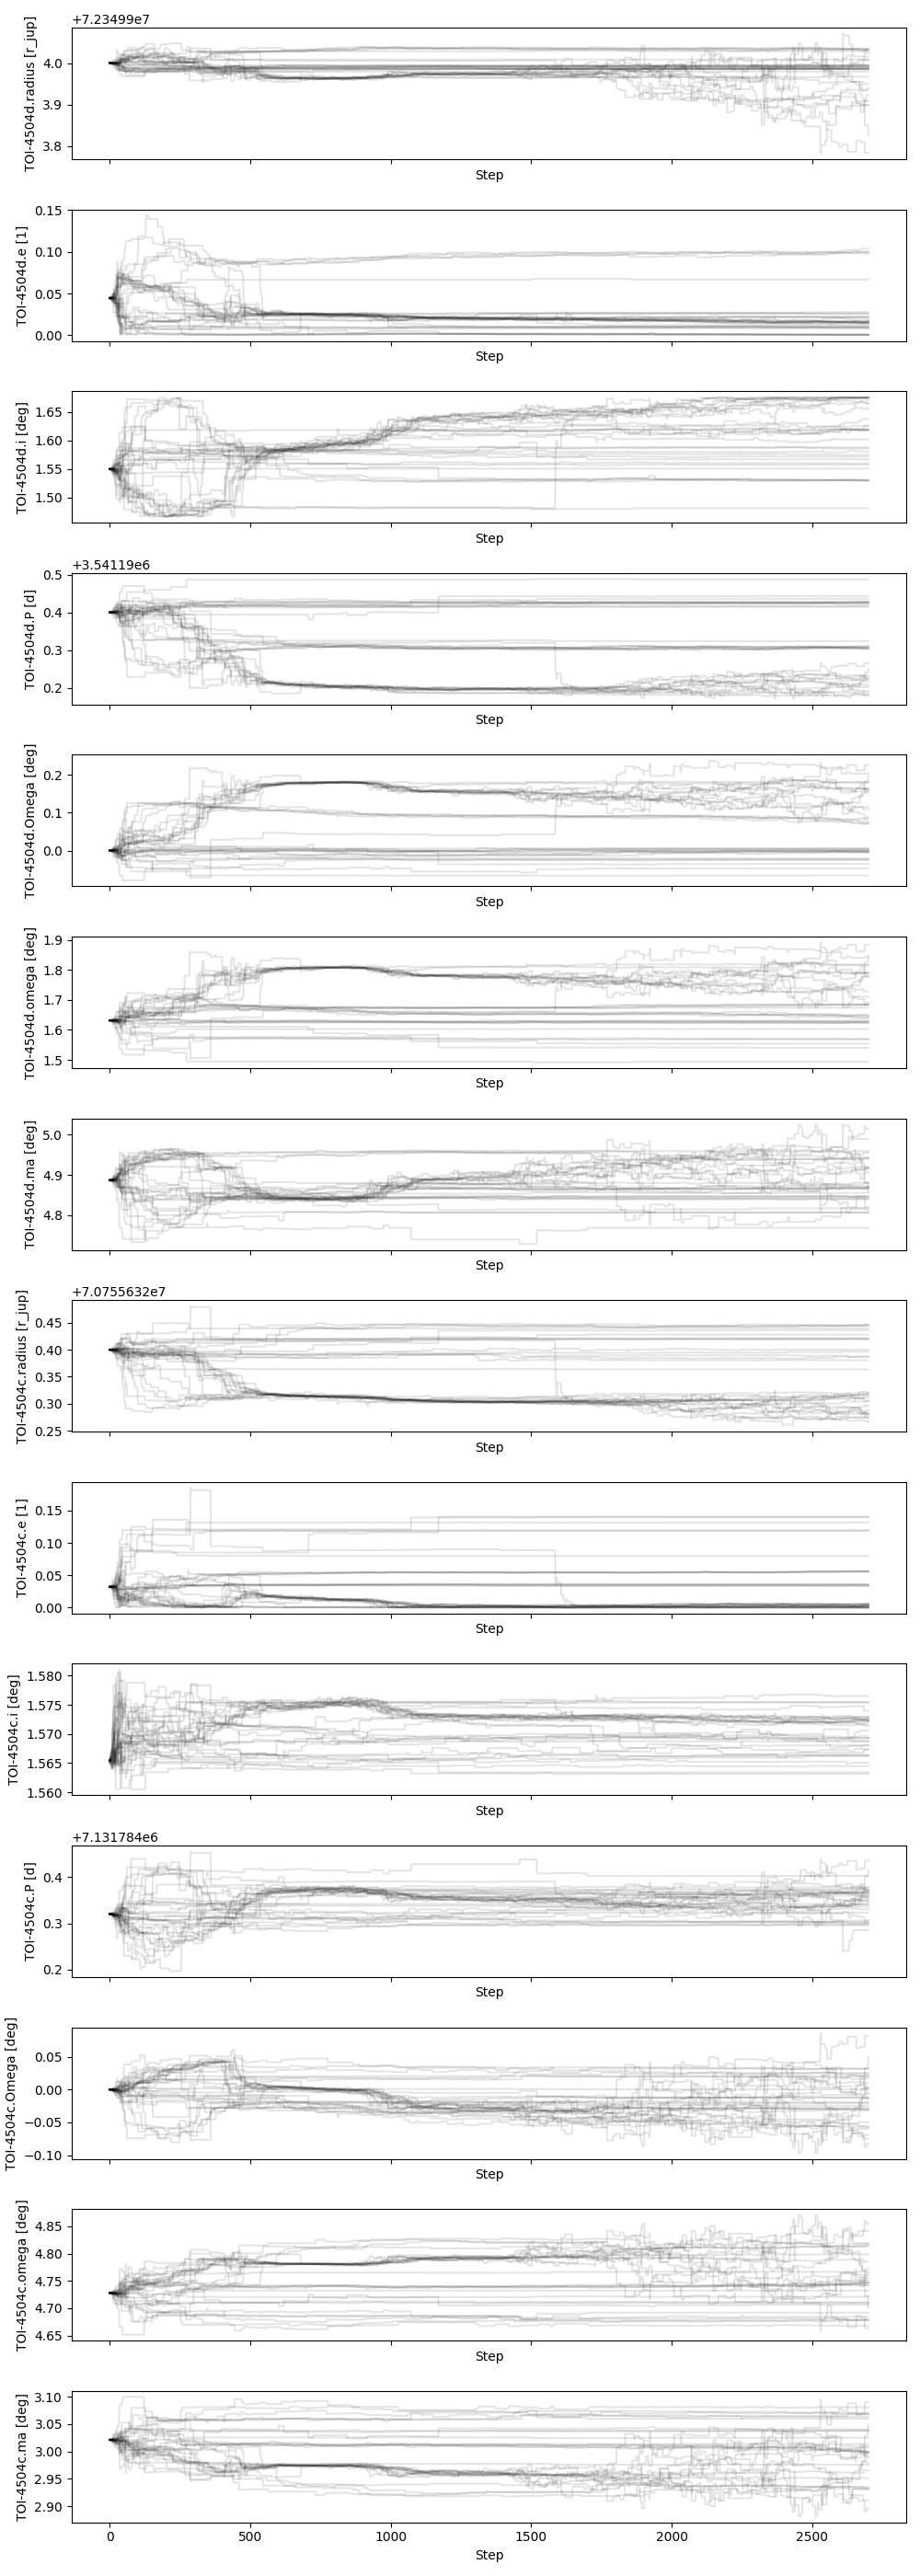 +7.23499e7
TOI-4504d.radius [r_jup]
4.0
3.9
3.8
Step
TOI-4504d.e [1]
0.15
0.10
0.05
0.00
Step
TOI-4504d.i [deg]
1.65
1.60
1.55
1.50
Step
+3.54119e6
TOI-4504d.P [d]
0.5
0.4
0.3
0.2
Step
TOI-4504d.Omega [deg]
0.2
0.1
0.0
Step
TOI-4504d.omega [deg]
1.9
1.8
1.7
1.6
1.5
Step
TOI-4504d.ma [deg]
5.0
4.9
4.8
Step
+7.0755632e7
TOI-4504c.radius [r_jup]
0.45
0.40
0.35
0.30
0.25
Step
TOI-4504c.e [1]
0.15
0.10
0.05
0.00
Step
TOI-4504c.i [deg]
1.580
1.575
1.570
1.565
1.560
Step
+7.131784e6
TOI-4504c.P [d]
0.4
0.3
0.2
Step
TOI-4504c.Omega [deg]
0.05
0.00
−0.05
−0.10
Step
TOI-4504c.omega [deg]
4.85
4.80
4.75
4.70
4.65
Step
TOI-4504c.ma [deg]
3.10
3.05
3.00
2.95
2.90
0 500 1000 1500 2000 2500
Step